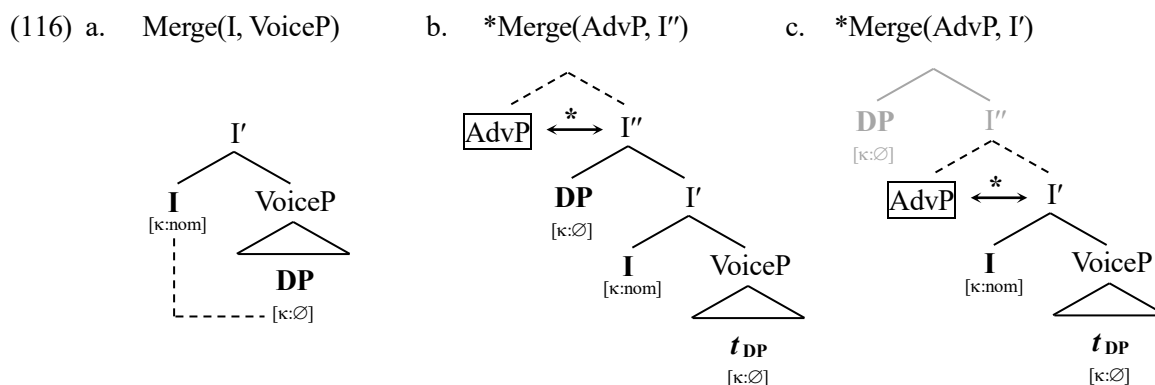 (116) a. Merge(I, VoiceP) b. *Merge(AdvP, I″) c. *Merge(AdvP, I′)
I′
I VoiceP
[κ:nom]
DP
[κ:∅]
*
AdvP I″
DP I′
[κ:∅]
I VoiceP
[κ:nom]
t DP
[κ:∅]
DP I″
[κ:∅]
*
AdvP I′
I VoiceP
[κ:nom]
t DP
[κ:∅]